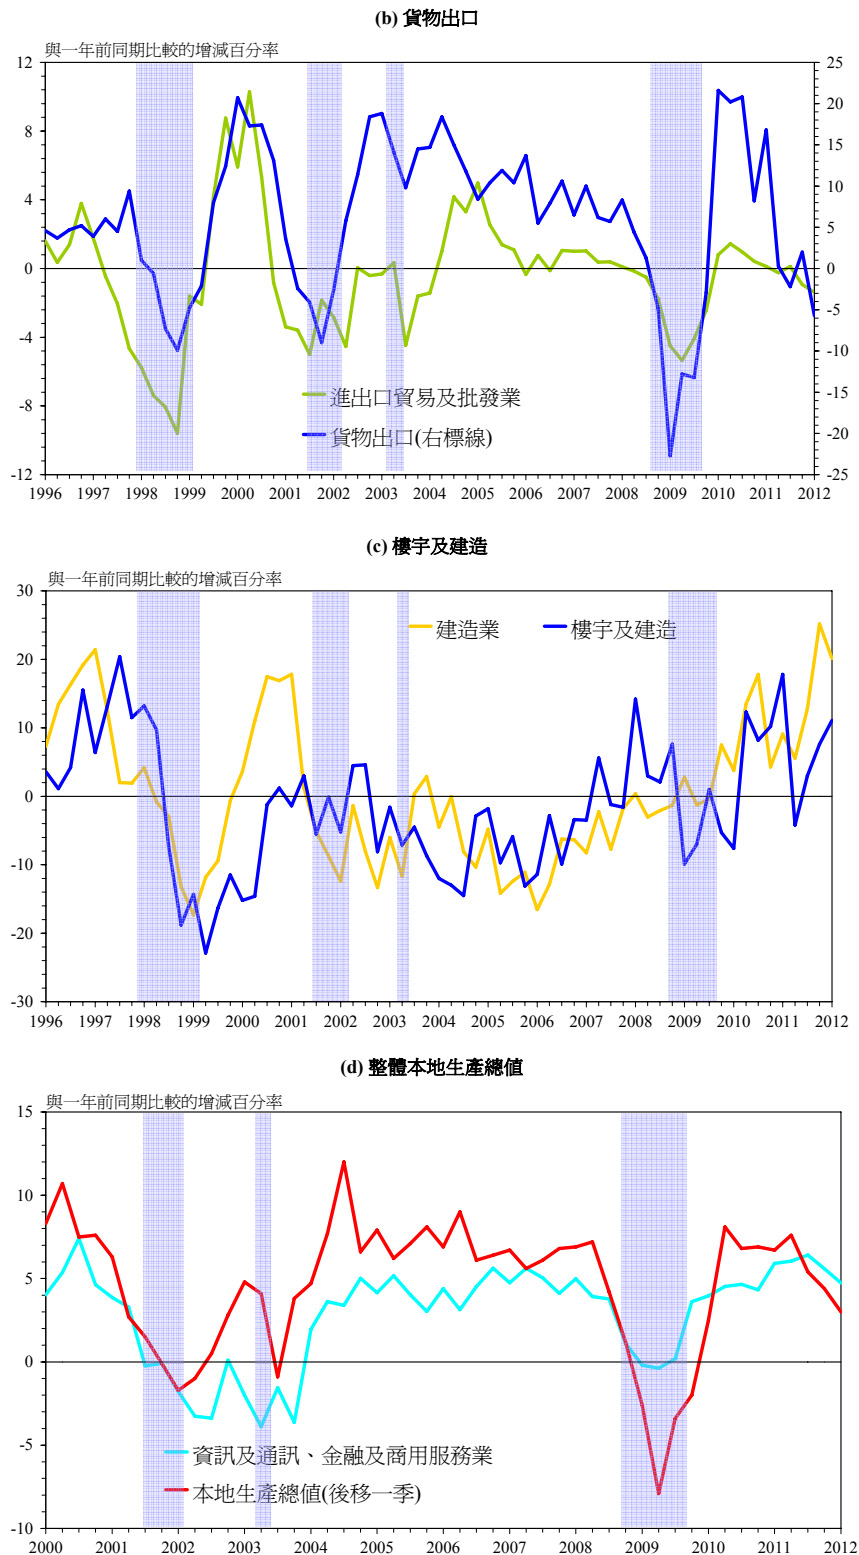 (b) 貨物出口
與一年前同期比較的增減百分率
12 25
20
8
15
4 10
5
0 0
-5
-4
-10
-8 -15
-20
-12 -25
進出口貿易及批發業
貨物出口(右標線)
1996 1997 1998 1999 2000 2001 2002 2003 2004 2005 2006 2007 2008 2009 2010 2011 2012
(c) 樓宇及建造
與一年前同期比較的增減百分率
30
建造業 樓宇及建造
20
10
0
-10
-20
-30
1996 1997 1998 1999 2000 2001 2002 2003 2004 2005 2006 2007 2008 2009 2010 2011 2012
(d) 整體本地生產總值
與一年前同期比較的增減百分率
15
10
5
0
-5
資訊及通訊、金融及商用服務業
本地生產總值(後移一季)
-10
2000 2001 2002 2003 2004 2005 2006 2007 2008 2009 2010 2011 2012